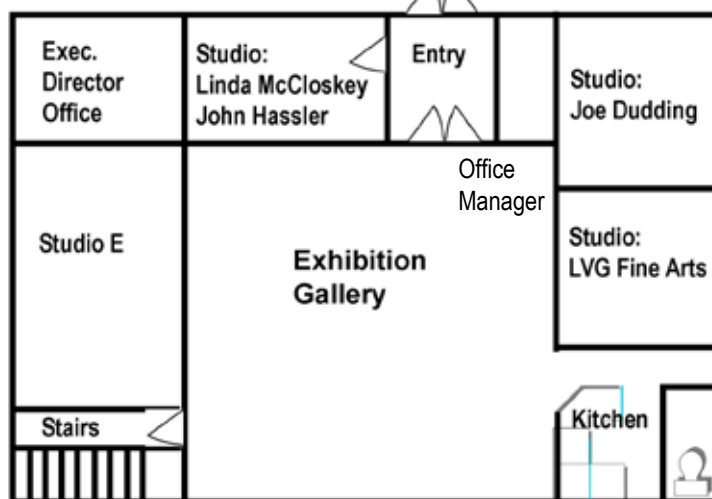 Exec.
Director
Office
Studio:
Linda McCloskey
John Hassler
Entry
Studio:
Joe Dudding
Office
Manager
Studio E
Exhibition
Gallery
Studio:
LVG Fine Arts
Stairs
Kitchen